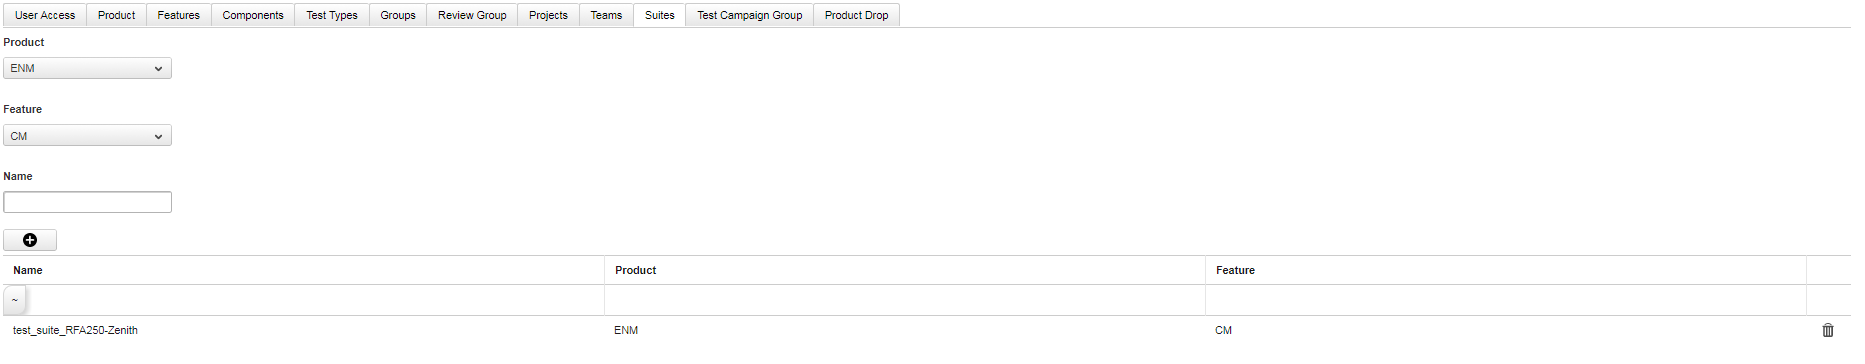 User Access Product Features Components Test Types Groups Review Group Projects Teams Suites Test Campaign Group Product Drop
Product
ENM
Feature
CM
Name
Name Product Feature
~
test_suite_RFA250-Zenith ENM CM